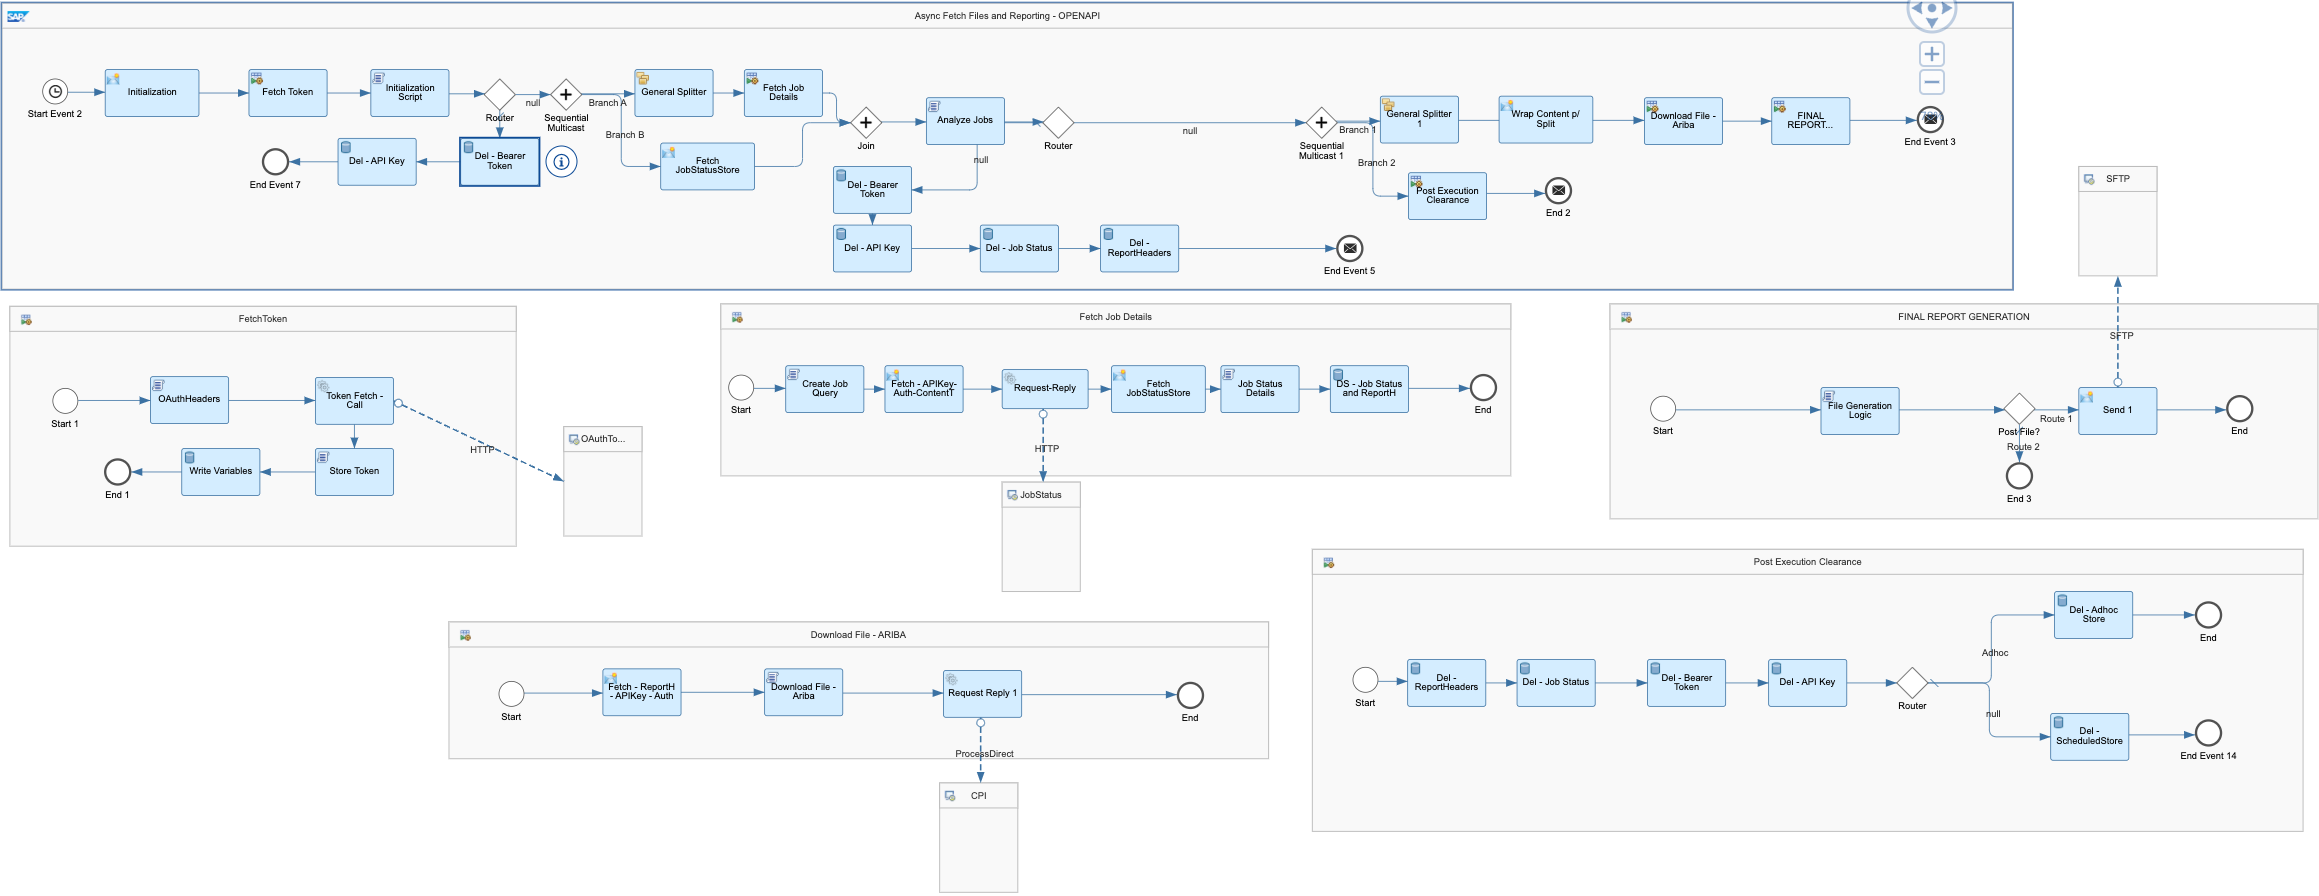 SAP
Async Fetch Files and Reporting - OPENAPI
Start Event 2
Initialization
Fetch Token
Initialization
Script
Router
null
Sequential
Multicast
Branch A
Branch B
General Splitter
Fetch Job
Details
Fetch
JobStatusStore
Join
Analyze Jobs
Router
null
null
Sequential
Multicast 1
Branch 1
Branch 2
General Splitter
1
Wrap Content p/
Split
Download File -
Ariba
FINAL
REPORT...
End Event 3
Post Execution
Clearance
End 2
End Event 7
Del - API Key
Del - Bearer
Token
Del - Bearer
Token
Del - API Key
Del - Job Status
Del -
ReportHeaders
End Event 5
SFTP
SFTP
FetchToken
Start 1
OAuthHeaders
Token Fetch -
Call
HTTP
OAuthTo...
End 1
Write Variables
Store Token
Fetch Job Details
Start
Create Job
Query
Fetch - APIKey-
Auth-ContentT
Request-Reply
Fetch
JobStatusStore
Job Status
Details
DS - Job Status
and ReportH
End
HTTP
JobStatus
FINAL REPORT GENERATION
Start
File Generation
Logic
Post File?
Route 1
Route 2
Send 1
End
End 3
Download File - ARIBA
Start
Fetch - ReportH
- APIKey - Auth
Download File -
Ariba
Request Reply 1
End
ProcessDirect
CPI
Post Execution Clearance
Start
Del -
ReportHeaders
Del - Job Status
Del - Bearer
Token
Del - API Key
Router
Adhoc
null
Del - Adhoc
Store
End
Del -
ScheduledStore
End Event 14